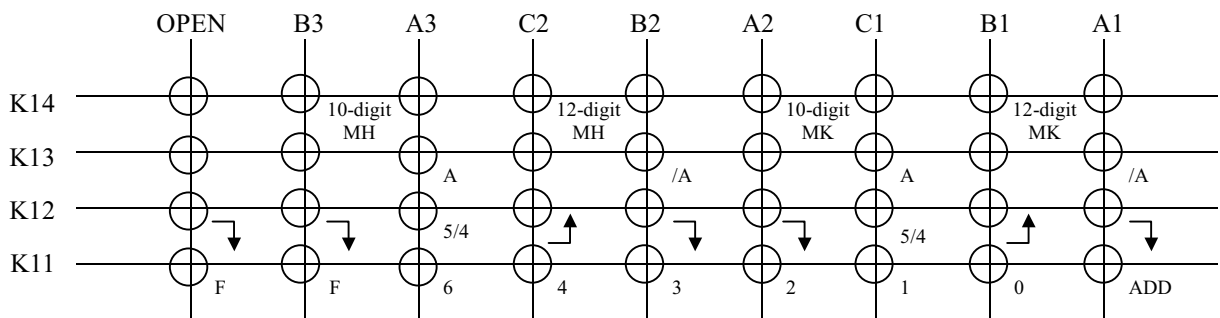 OPEN B3 A3 C2 B2 A2 C1 B1 A1
K14
10-digit 12-digit 10-digit 12-digit
MH MH MK MK
K13
A /A A /A
K12
5/4 5/4
K11
F F 6 4 3 2 1 0 ADD